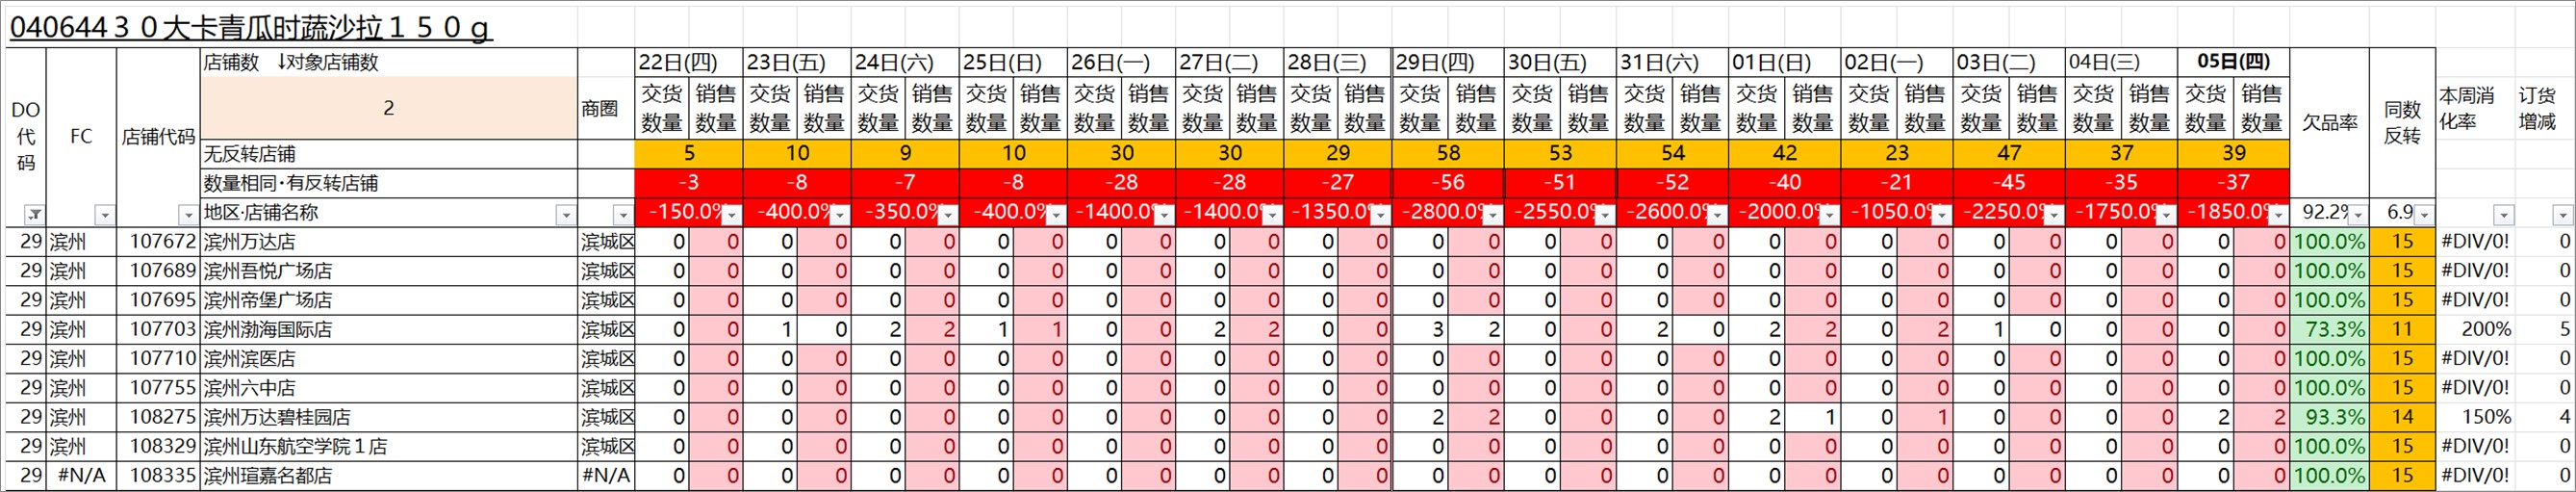 040644３０大卡青瓜时蔬沙拉１５０ｇ
店铺数 ↓对象店铺数 22日(四) 23日(五) 24日(六) 25日(日) 26日(一) 27日(二) 28日(三) 29日(四) 30日(五) 31日(六) 01日(日) 02日(一) 03日(二) 04日(三) 05日(四)
DO代码 FC 店铺代码 2 商圈 交货数量 销售数量 交货数量 销售数量 交货数量 销售数量 交货数量 销售数量 交货数量 销售数量 交货数量 销售数量 交货数量 销售数量 交货数量 销售数量 交货数量 销售数量 交货数量 销售数量 交货数量 销售数量 交货数量 销售数量 交货数量 销售数量 交货数量 销售数量 交货数量 销售数量 欠品率 同数反转 本周消化率 订货增减
无反转店铺 5 10 9 10 30 30 29 58 53 54 42 23 47 37 39
数量相同·有反转店铺 -3 -8 -7 -8 -28 -28 -27 -56 -51 -52 -40 -21 -45 -35 -37
地区·店铺名称 -150.0% -400.0% -350.0% -400.0% -1400.0% -1400.0% -1350.0% -2800.0% -2550.0% -2600.0% -2000.0% -1050.0% -2250.0% -1750.0% -1850.0% 92.2% 6.9
29 滨州 107672 滨州万达店 滨城区 0 0 0 0 0 0 0 0 0 0 0 0 0 0 0 0 0 0 0 0 0 0 0 0 0 0 0 0 0 0 100.0% 15 #DIV/0! 0
29 滨州 107689 滨州吾悦广场店 滨城区 0 0 0 0 0 0 0 0 0 0 0 0 0 0 0 0 0 0 0 0 0 0 0 0 0 0 0 0 0 0 100.0% 15 #DIV/0! 0
29 滨州 107695 滨州帝堡广场店 滨城区 0 0 0 0 0 0 0 0 0 0 0 0 0 0 0 0 0 0 0 0 0 0 0 0 0 0 0 0 0 0 100.0% 15 #DIV/0! 0
29 滨州 107703 滨州渤海国际店 滨城区 0 0 1 0 2 2 1 1 0 0 2 2 0 0 3 2 0 0 2 0 2 2 0 2 1 0 0 0 0 0 73.3% 11 200% 5
29 滨州 107710 滨州滨医店 滨城区 0 0 0 0 0 0 0 0 0 0 0 0 0 0 0 0 0 0 0 0 0 0 0 0 0 0 0 0 0 0 100.0% 15 #DIV/0! 0
29 滨州 107755 滨州六中店 滨城区 0 0 0 0 0 0 0 0 0 0 0 0 0 0 0 0 0 0 0 0 0 0 0 0 0 0 0 0 0 0 100.0% 15 #DIV/0! 0
29 滨州 108275 滨州万达碧桂园店 滨城区 0 0 0 0 0 0 0 0 0 0 0 0 0 0 2 2 0 0 0 0 2 1 0 1 0 0 0 0 2 2 93.3% 14 150% 4
29 滨州 108329 滨州山东航空学院１店 滨城区 0 0 0 0 0 0 0 0 0 0 0 0 0 0 0 0 0 0 0 0 0 0 0 0 0 0 0 0 0 0 100.0% 15 #DIV/0! 0
29 #N/A 108335 滨州瑄嘉名都店 #N/A 0 0 0 0 0 0 0 0 0 0 0 0 0 0 0 0 0 0 0 0 0 0 0 0 0 0 0 0 0 0 100.0% 15 #DIV/0! 0